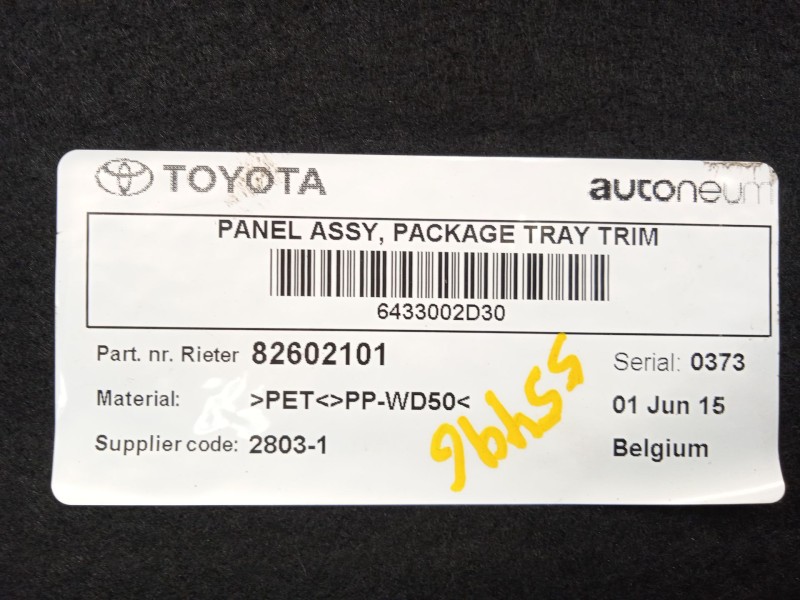 TOYOTA
autoneum
PANEL ASSY, PACKAGE TRAY TRIM
6433002D30
Part. nr. Rieter 82602101
Serial: 0373
Material: >PET<>PP-WD50<
01 Jun 15
Supplier code: 2803-1
Belgium
55496